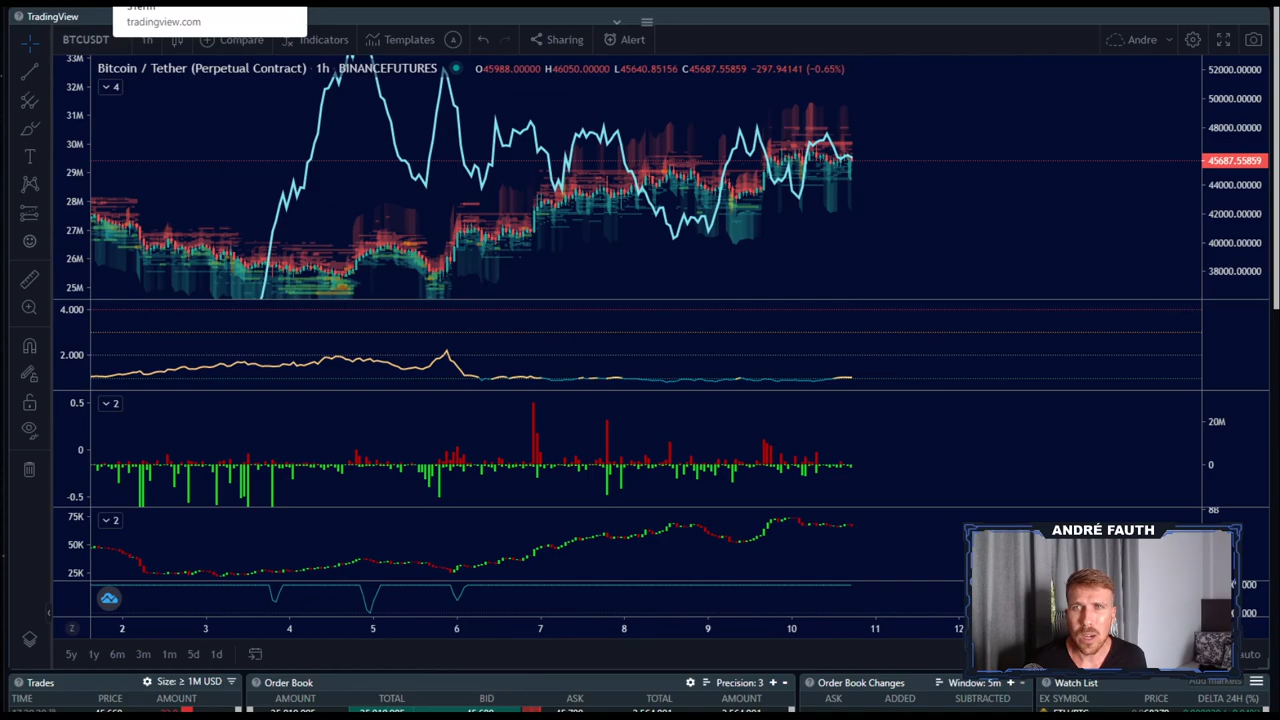 TradingView
tradingview.com
BTCUSDT 1h Compare Indicators Templates A Sharing Alert Andre
Bitcoin / Tether (Perpetual Contract) · 1h · BINANCEFUTURES O45988.00000 H46050.00000 L45640.85156 C45687.55859 -297.94141 (-0.65%)
4
33M
32M
31M
30M
29M
28M
27M
26M
25M
52000.00000
50000.00000
48000.00000
45687.55859
44000.00000
42000.00000
40000.00000
38000.00000
4.000
2.000
0.5 2
0
-0.5
20M
0
75K 2
50K
25K
8B
ANDRÉ FAUTH
Z 2 3 4 5 6 7 8 9 10 11 12
5y 1y 6m 3m 1m 5d 1d
auto
Trades Size: ≥ 1M USD Order Book Precision: 3 Order Book Changes Window: 5m Watch List Add markets
TIME PRICE AMOUNT AMOUNT TOTAL BID ASK TOTAL AMOUNT ASK ADDED SUBTRACTED EX SYMBOL PRICE DELTA 24H (%)